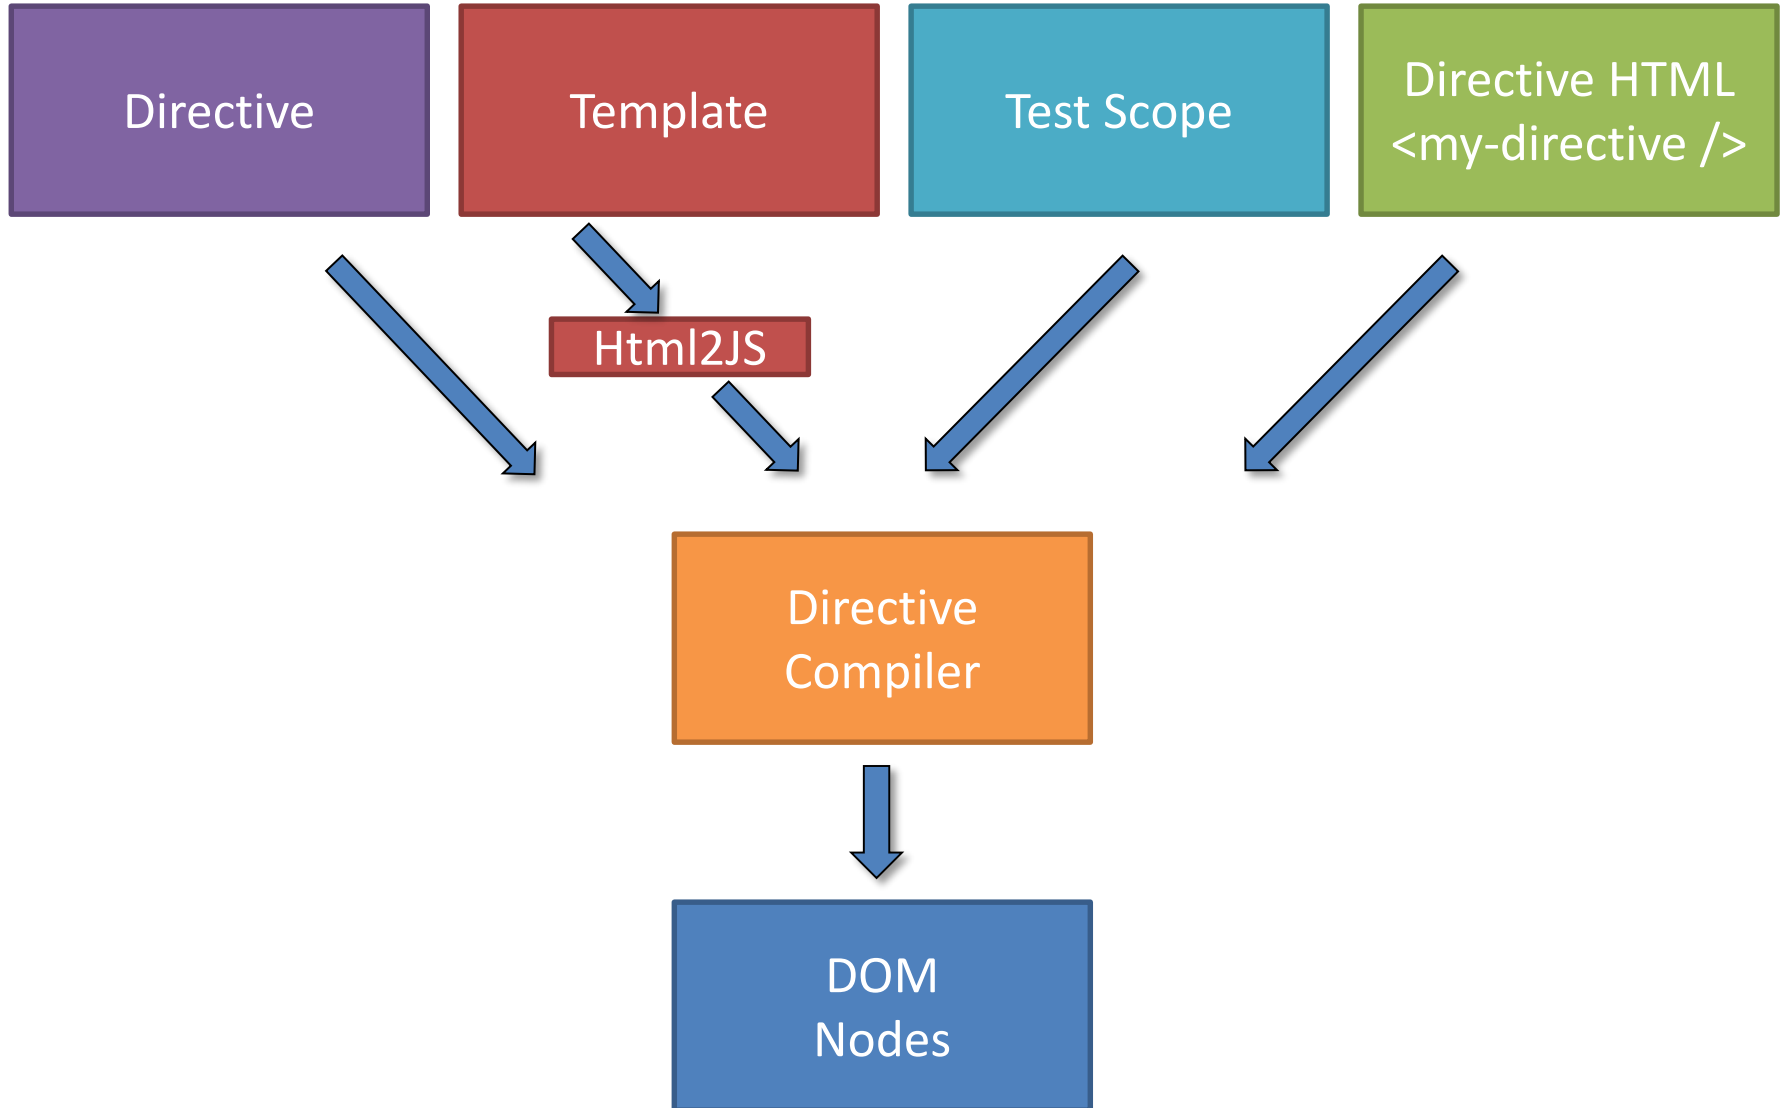 Directive
Template
Test Scope
Directive HTML
<my-directive />
Html2JS
Directive
Compiler
DOM
Nodes